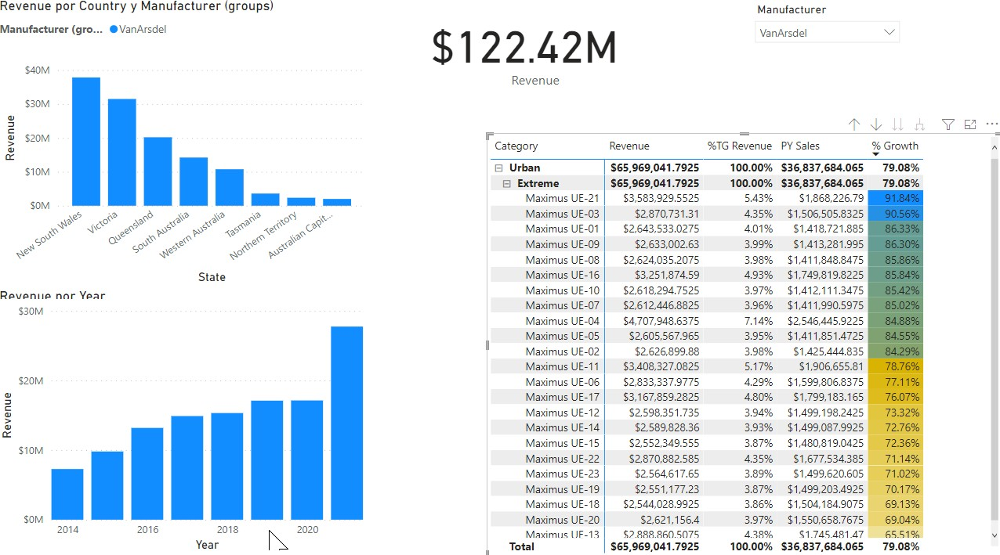 Revenue por Country y Manufacturer (groups)
Manufacturer (gro... VanArsdel
$40M
$30M
$20M
$10M
$0M
Revenue
New South Wales
Victoria
Queensland
South Australia
Western Australia
Tasmania
Northern Territory
Australian Capit...
State
Revenue por Year
$30M
$20M
$10M
$0M
Revenue
2014 2016 2018 2020
Year
$122.42M
Revenue
Manufacturer
VanArsdel
Category Revenue %TG Revenue PY Sales % Growth
Urban $65,969,041.7925 100.00% $36,837,684.065 79.08%
Extreme $65,969,041.7925 100.00% $36,837,684.065 79.08%
Maximus UE-21 $3,583,929.5525 5.43% $1,868,226.79 91.84%
Maximus UE-03 $2,870,731.31 4.35% $1,506,505.8325 90.56%
Maximus UE-01 $2,643,533.0275 4.01% $1,418,721.885 86.33%
Maximus UE-09 $2,633,002.63 3.99% $1,413,281.995 86.30%
Maximus UE-08 $2,624,035.2075 3.98% $1,411,848.8475 85.86%
Maximus UE-16 $3,251,874.59 4.93% $1,749,819.8225 85.84%
Maximus UE-10 $2,618,294.7525 3.97% $1,412,111.3475 85.42%
Maximus UE-07 $2,612,446.8825 3.96% $1,411,990.5975 85.02%
Maximus UE-04 $4,707,948.6375 7.14% $2,546,445.9225 84.88%
Maximus UE-05 $2,605,567.965 3.95% $1,411,851.4725 84.55%
Maximus UE-02 $2,626,899.88 3.98% $1,425,444.835 84.29%
Maximus UE-11 $3,408,327.0825 5.17% $1,906,655.81 78.76%
Maximus UE-06 $2,833,337.9775 4.29% $1,599,806.8375 77.11%
Maximus UE-17 $3,167,859.2825 4.80% $1,799,183.165 76.07%
Maximus UE-12 $2,598,351.735 3.94% $1,499,198.2425 73.32%
Maximus UE-14 $2,589,828.36 3.93% $1,499,087.9925 72.76%
Maximus UE-15 $2,552,349.555 3.87% $1,480,819.0425 72.36%
Maximus UE-22 $2,870,882.585 4.35% $1,677,534.385 71.14%
Maximus UE-23 $2,564,617.65 3.89% $1,499,620.605 71.02%
Maximus UE-19 $2,551,177.23 3.87% $1,499,203.4925 70.17%
Maximus UE-18 $2,544,028.9925 3.86% $1,504,184.9075 69.13%
Maximus UE-20 $2,621,156.4 3.97% $1,550,658.7675 69.04%
Maximus UE-13 $2,888,860.5075 4.38% $1,745,481.47 65.51%
Total $65,969,041.7925 100.00% $36,837,684.065 79.08%